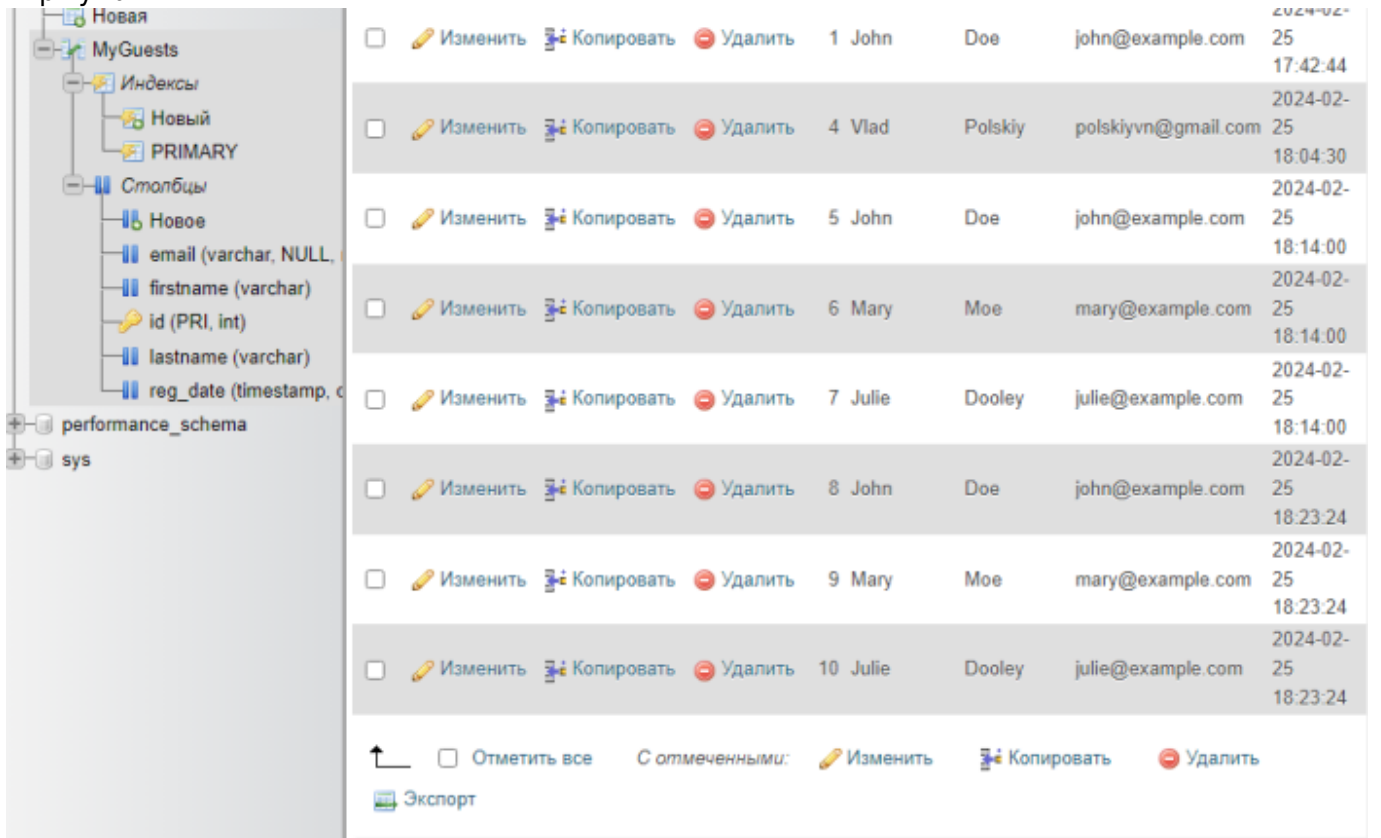 Новая
MyGuests
Индексы
Новый
PRIMARY
Столбцы
Новое
email (varchar, NULL,
firstname (varchar)
id (PRI, int)
lastname (varchar)
reg_date (timestamp, c
performance_schema
sys
2024-02-
Изменить Копировать Удалить 1 John Doe john@example.com 25
17:42:44
2024-02-
Изменить Копировать Удалить 4 Vlad Polskiy polskiyvn@gmail.com 25
18:04:30
2024-02-
Изменить Копировать Удалить 5 John Doe john@example.com 25
18:14:00
2024-02-
Изменить Копировать Удалить 6 Mary Moe mary@example.com 25
18:14:00
2024-02-
Изменить Копировать Удалить 7 Julie Dooley julie@example.com 25
18:14:00
2024-02-
Изменить Копировать Удалить 8 John Doe john@example.com 25
18:23:24
2024-02-
Изменить Копировать Удалить 9 Mary Moe mary@example.com 25
18:23:24
2024-02-
Изменить Копировать Удалить 10 Julie Dooley julie@example.com 25
18:23:24
Отметить все С отмеченными: Изменить Копировать Удалить
Экспорт